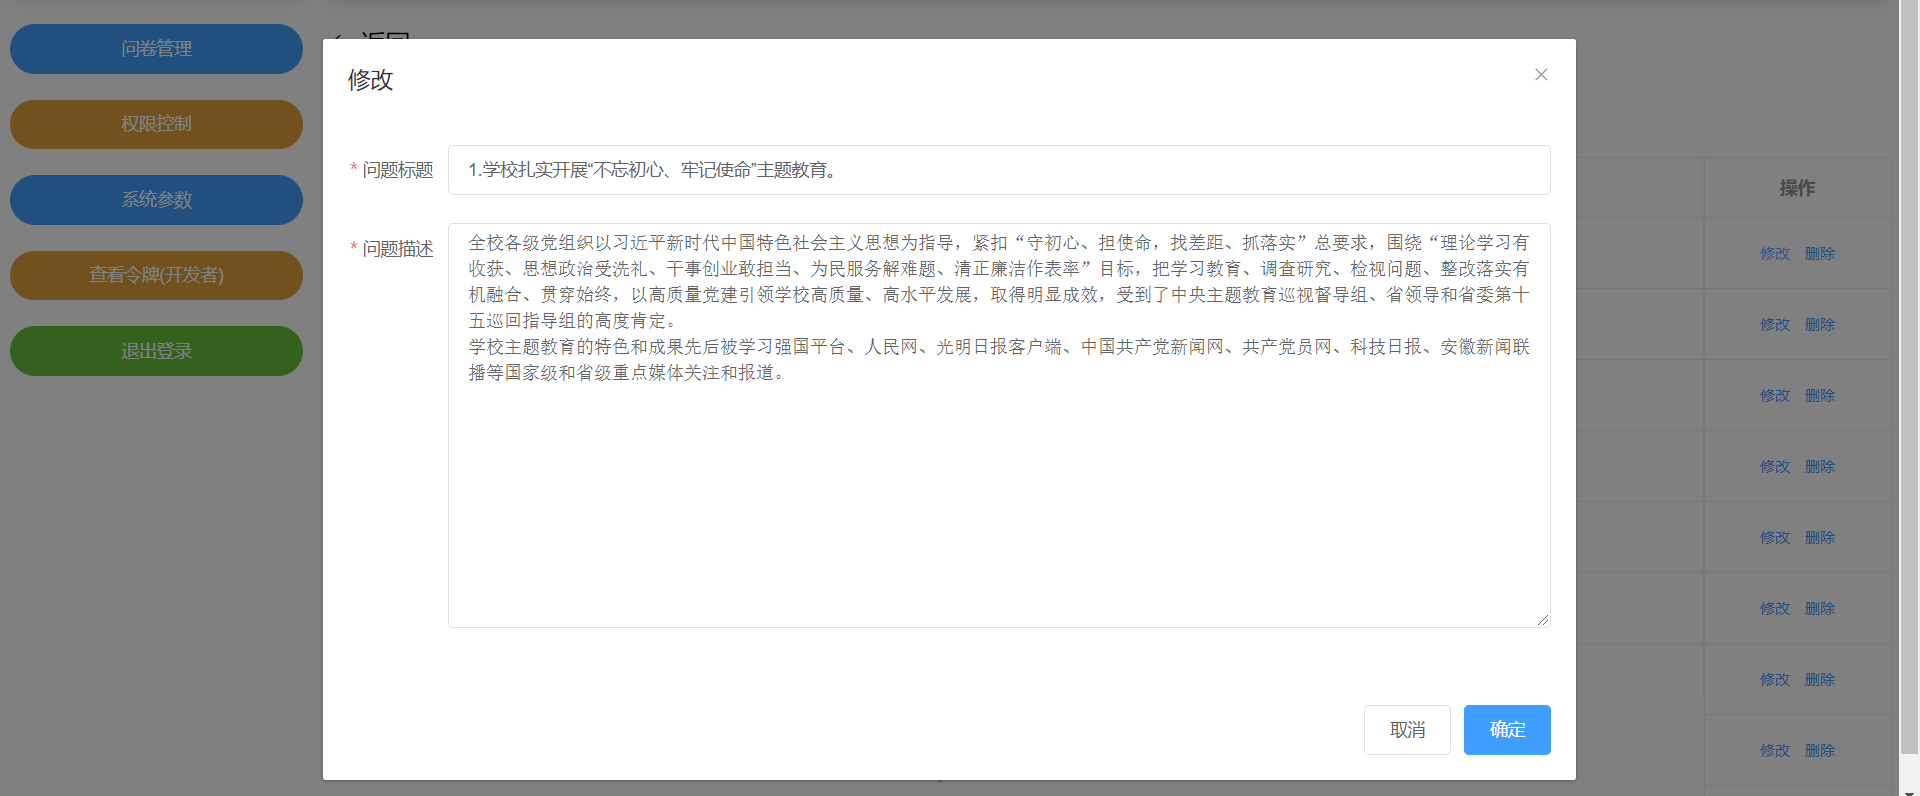 问卷管理
权限控制
系统参数
查看令牌(开发者)
退出登录
返回
修改
* 问题标题
1.学校扎实开展“不忘初心、牢记使命”主题教育。
* 问题描述
全校各级党组织以习近平新时代中国特色社会主义思想为指导，紧扣“守初心、担使命，找差距、抓落实”总要求，围绕“理论学习有
收获、思想政治受洗礼、干事创业敢担当、为民服务解难题、清正廉洁作表率”目标，把学习教育、调查研究、检视问题、整改落实有
机融合、贯穿始终，以高质量党建引领学校高质量、高水平发展，取得明显成效，受到了中央主题教育巡视督导组、省领导和省委第十
五巡回指导组的高度肯定。
学校主题教育的特色和成果先后被学习强国平台、人民网、光明日报客户端、中国共产党新闻网、共产党员网、科技日报、安徽新闻联
播等国家级和省级重点媒体关注和报道。
取消
确定
操作
修改 删除
修改 删除
修改 删除
修改 删除
修改 删除
修改 删除
修改 删除
修改 删除